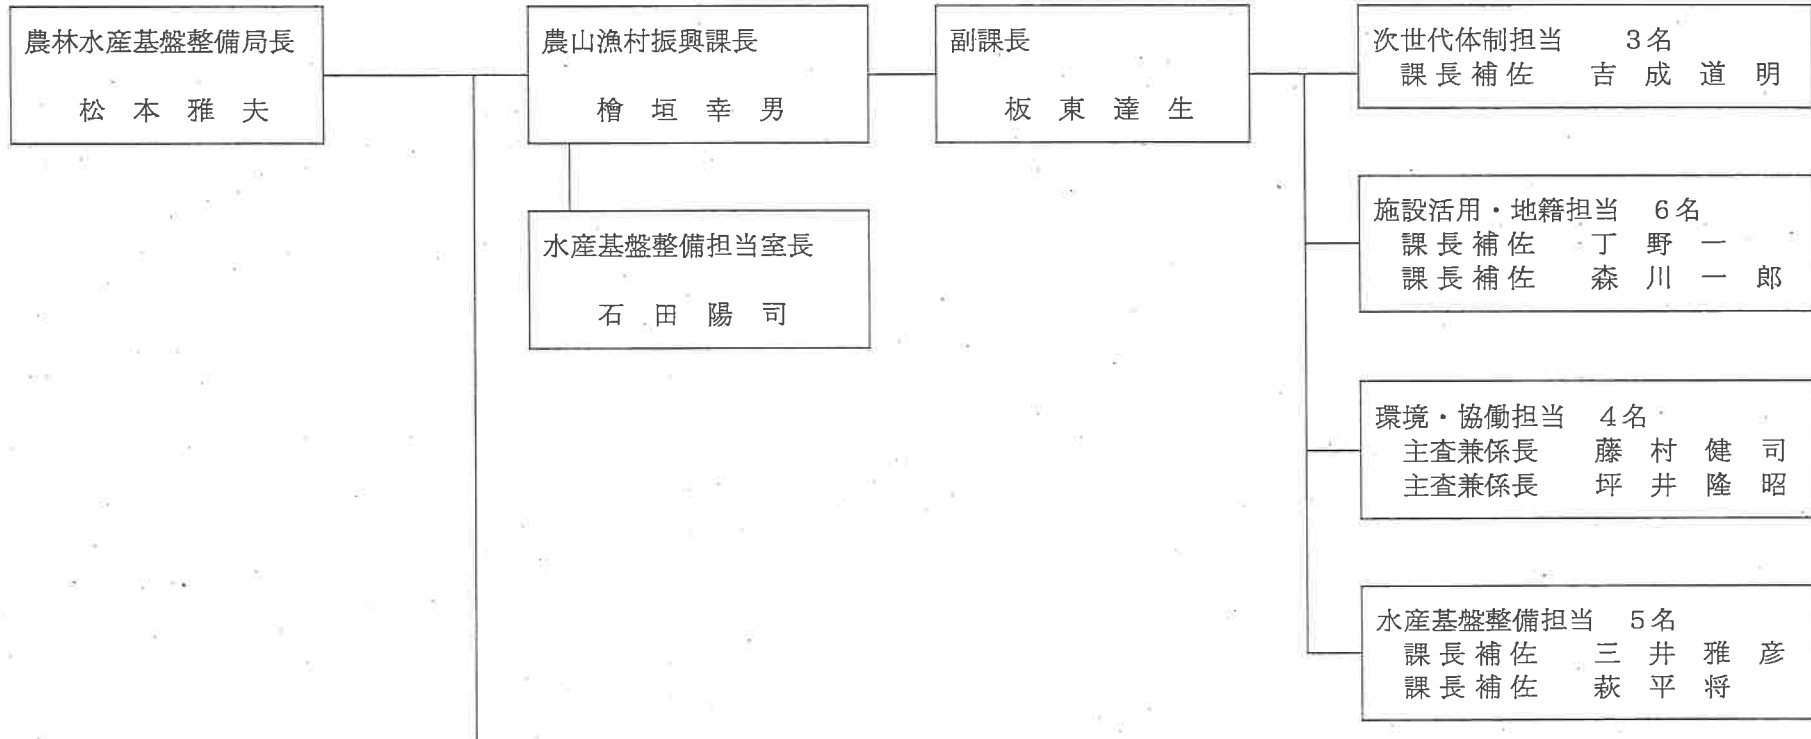 農林水産基盤整備局長
松本雅夫
農山漁村振興課長
檜垣幸男
水産基盤整備担当室長
石田陽司
副課長
板東達生
次世代体制担当 3名
課長補佐 吉成道明
施設活用・地籍担当 6名
課長補佐 丁野一
課長補佐 森川一郎
環境・協働担当 4名
主査兼係長 藤村健司
主査兼係長 坪井隆昭
水産基盤整備担当 5名
課長補佐 三井雅彦
課長補佐 萩平将